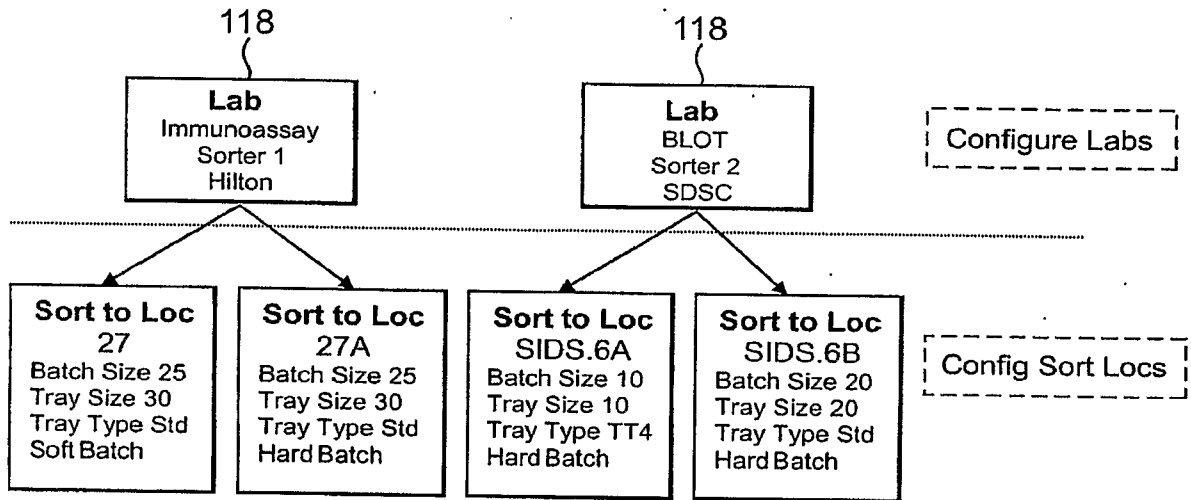 118
118
Lab
Immunoassay
Sorter 1
Hilton
Lab
BLOT
Sorter 2
SDSC
Configure Labs
Sort to Loc
27
Batch Size 25
Tray Size 30
Tray Type Std
Soft Batch
Sort to Loc
27A
Batch Size 25
Tray Size 30
Tray Type Std
Hard Batch
Sort to Loc
SIDS.6A
Batch Size 10
Tray Size 10
Tray Type TT4
Hard Batch
Sort to Loc
SIDS.6B
Batch Size 20
Tray Size 20
Tray Type Std
Hard Batch
Config Sort Locs